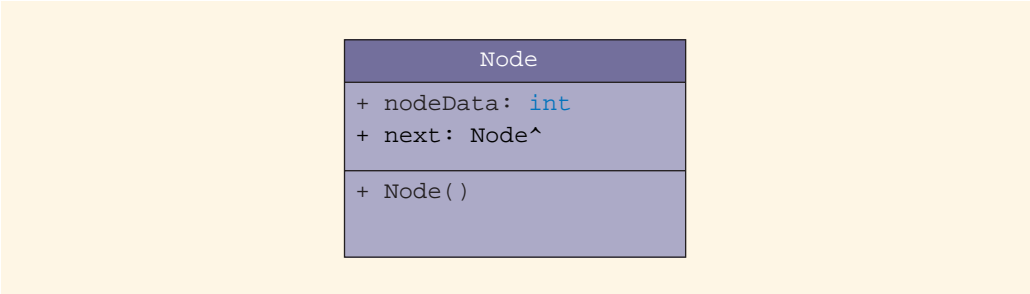 Node
+ nodeData: int
+ next: Node^
+ Node()